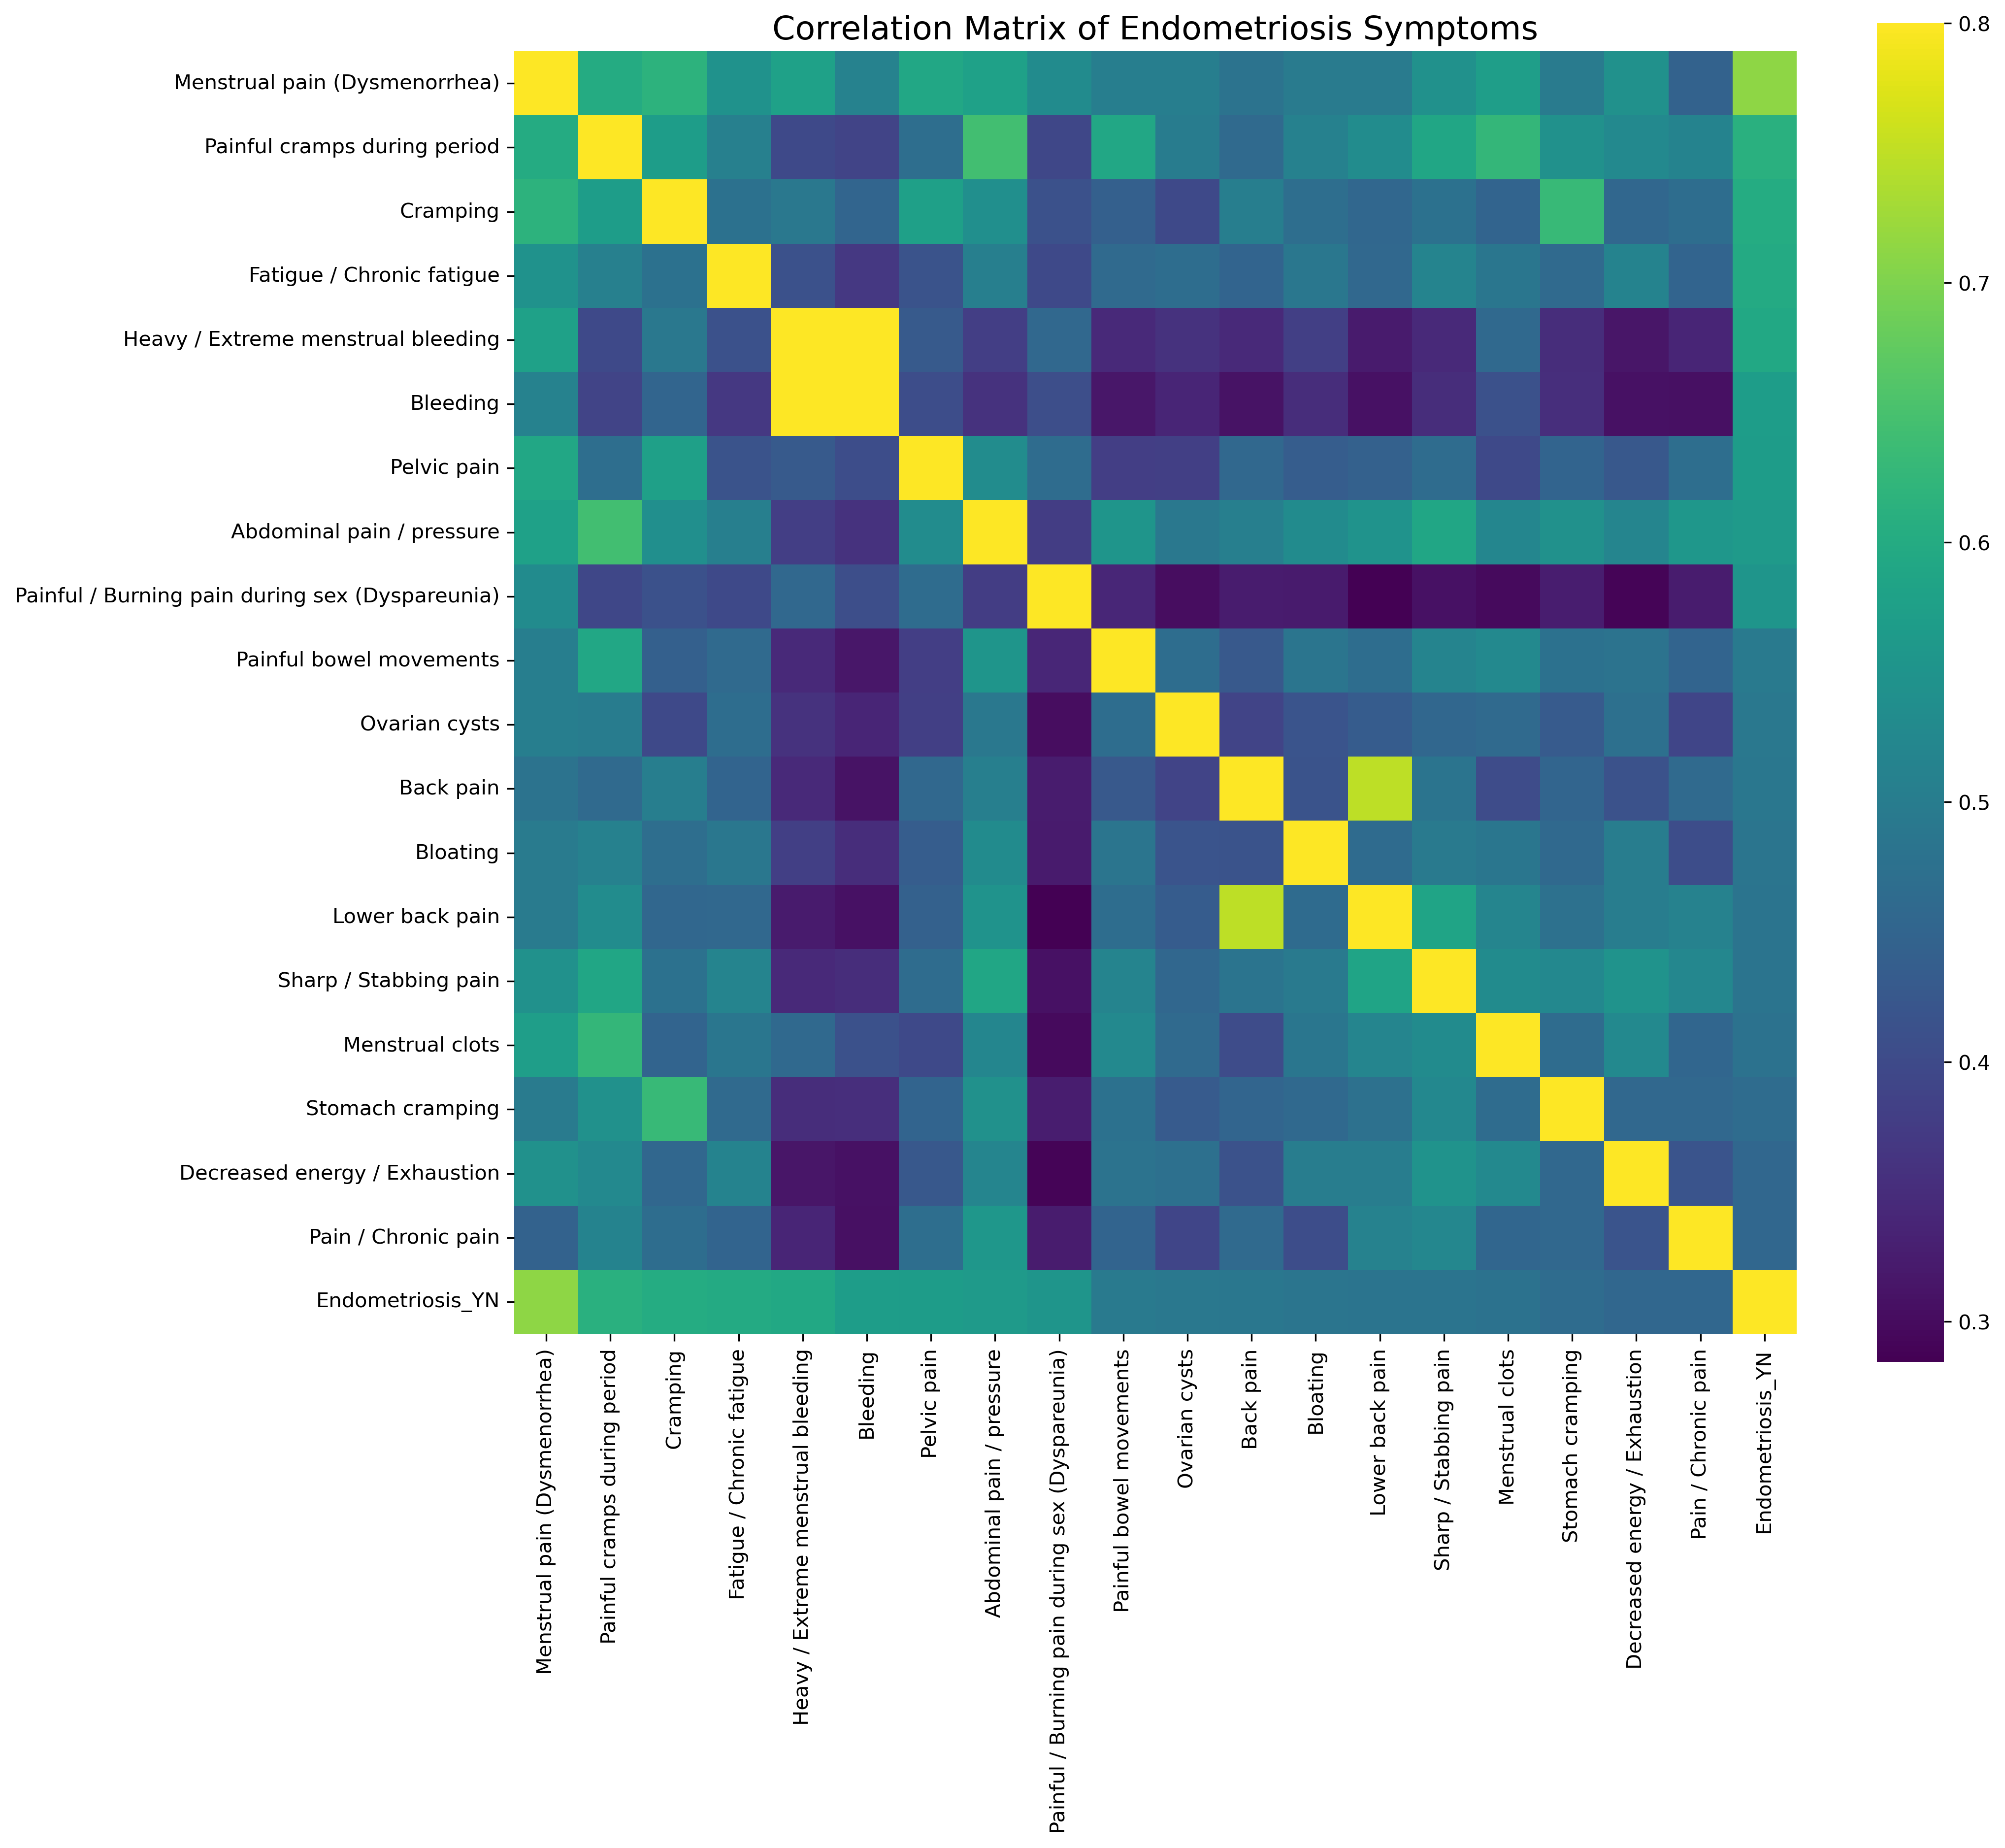 Correlation Matrix of Endometriosis Symptoms
Menstrual pain (Dysmenorrhea)
Painful cramps during period
Cramping
Fatigue / Chronic fatigue
Heavy / Extreme menstrual bleeding
Bleeding
Pelvic pain
Abdominal pain / pressure
Painful / Burning pain during sex (Dyspareunia)
Painful bowel movements
Ovarian cysts
Back pain
Bloating
Lower back pain
Sharp / Stabbing pain
Menstrual clots
Stomach cramping
Decreased energy / Exhaustion
Pain / Chronic pain
Endometriosis_YN
Menstrual pain (Dysmenorrhea)
Painful cramps during period
Cramping
Fatigue / Chronic fatigue
Heavy / Extreme menstrual bleeding
Bleeding
Pelvic pain
Abdominal pain / pressure
Painful / Burning pain during sex (Dyspareunia)
Painful bowel movements
Ovarian cysts
Back pain
Bloating
Lower back pain
Sharp / Stabbing pain
Menstrual clots
Stomach cramping
Decreased energy / Exhaustion
Pain / Chronic pain
Endometriosis_YN
0.8
0.7
0.6
0.5
0.4
0.3